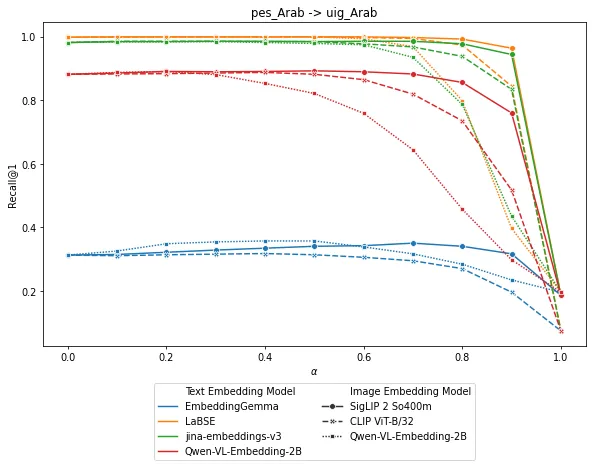 pes_Arab -> uig_Arab
Recall@1
1.0
0.8
0.6
0.4
0.2
0.0
0.2
0.4
0.6
0.8
1.0
α
Text Embedding Model
EmbeddingGemma
LaBSE
jina-embeddings-v3
Qwen-VL-Embedding-2B
Image Embedding Model
SigLIP 2 So400m
CLIP ViT-B/32
Qwen-VL-Embedding-2B